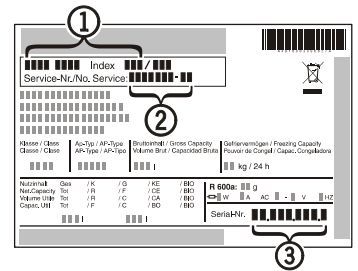 1
Index /
Service-Nr./No. Service: -
2
Klasse / Class Ap-Typ / AP-Type Bruttoinhalt / Gross Capacity Gefriervermögen / Freezing Capacity
Classe / Clase AP-Type / AP-Tipo Volume Brut / Capacidad Bruta Pouvoir de Congel / Capac. Congeladora
l kg / 24 h
Nutzinhalt Ges / K / G / KE / BIO
Net.Capacity Tot / R / F / CE / BIO
Volume Utile Tot / R / C / CA / BIO
Capac. Util Tot / F / C / BO / BIO
l l
R 600a: g
W A AC - V HZ
Serial-Nr. . . .
3